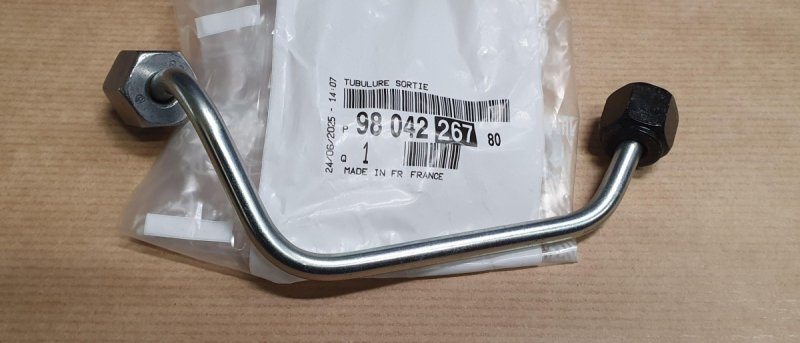 TUBULURE SORTIE
24/06/2025 - 14:07
P 98 042 267 80
Q 1
MADE IN FR FRANCE